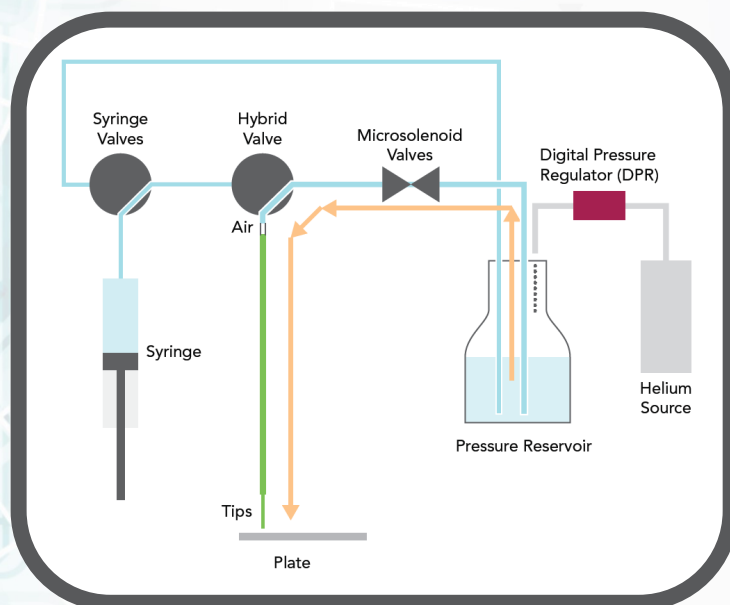 Syringe
Valves
Hybrid
Valve
Microsolenoid
Valves
Digital Pressure
Regulator (DPR)
Air
Syringe
Helium
Source
Pressure Reservoir
Tips
Plate